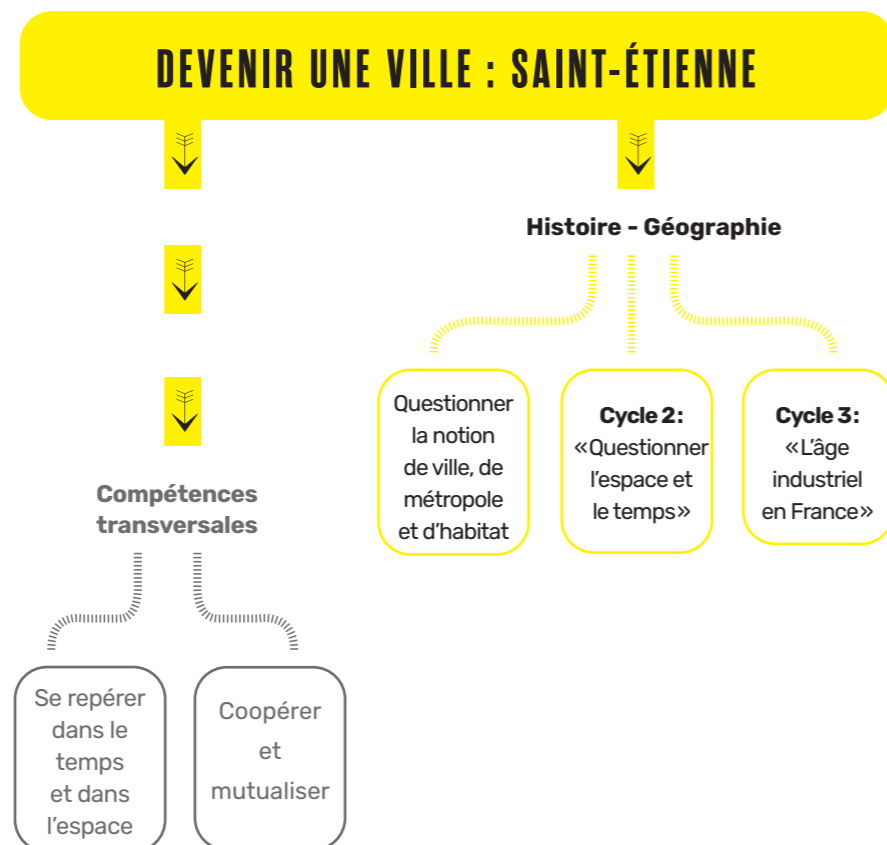 DEVENIR UNE VILLE : SAINT-ÉTIENNE
Histoire - Géographie
Questionner
la notion
de ville, de
métropole
et d’habitat
Cycle 2 :
«Questionner
l’espace et
le temps»
Cycle 3 :
«L’âge
industriel
en France»
Compétences
transversales
Se repérer
dans le
temps
et dans
l’espace
Coopérer
et
mutualiser